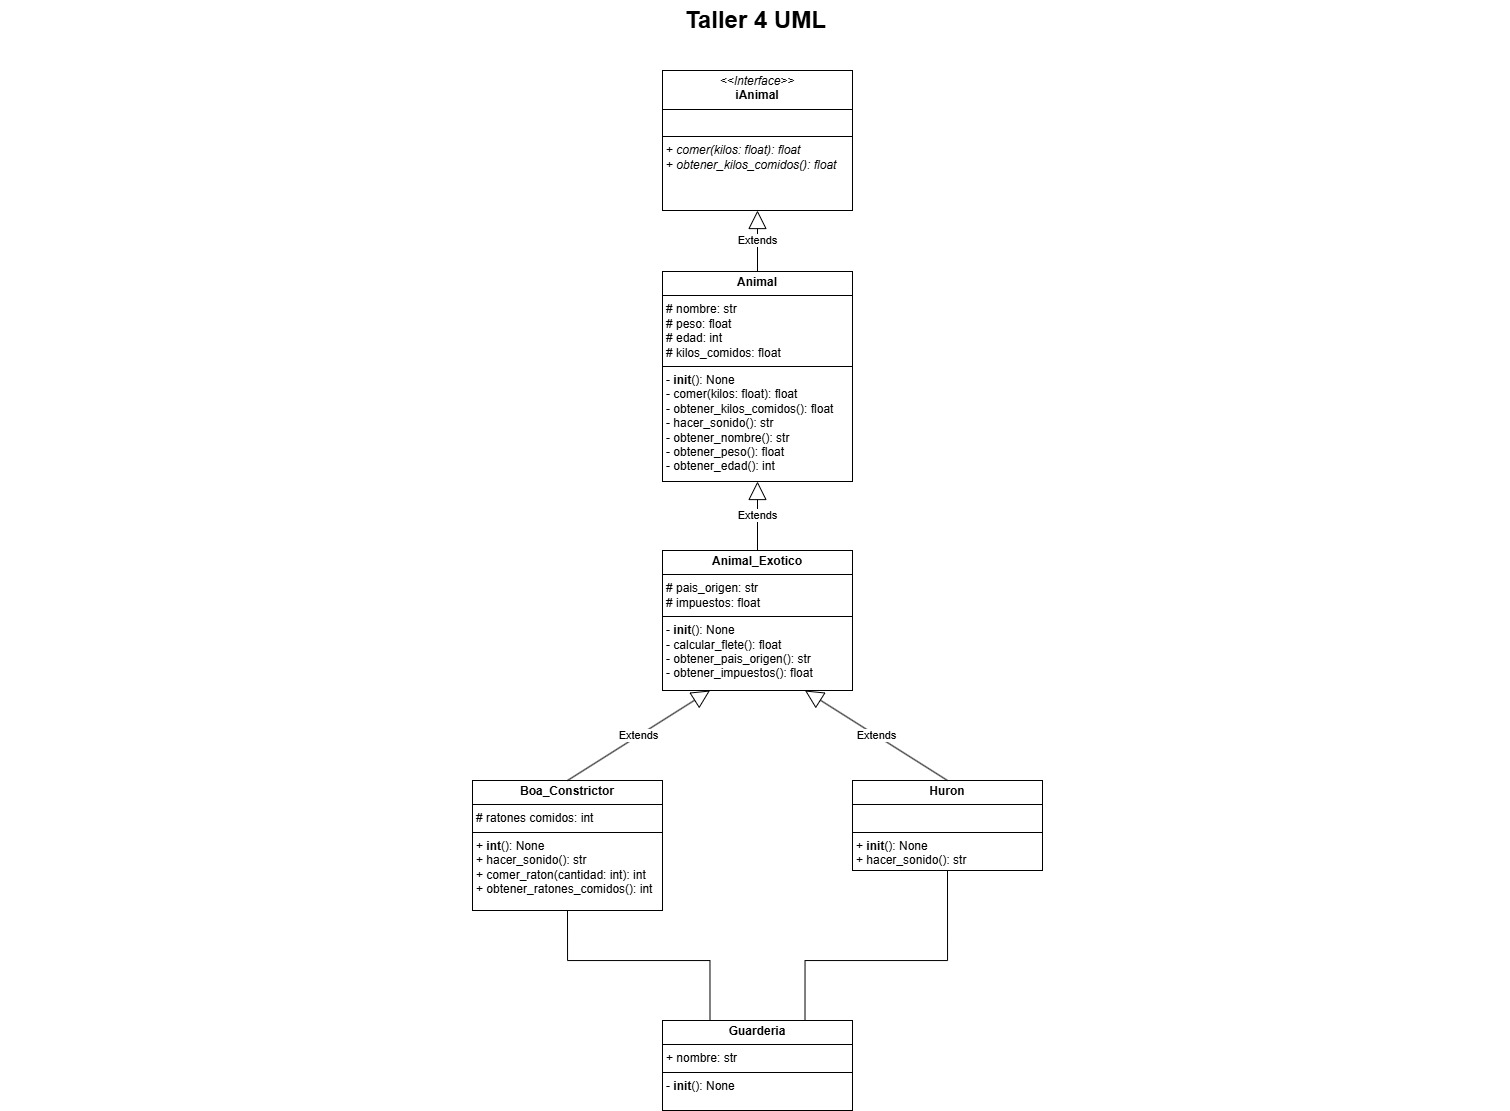 Taller 4 UML
<<Interface>>
iAnimal
+ comer(kilos: float): float
+ obtener_kilos_comidos(): float
Extends
Animal
# nombre: str
# peso: float
# edad: int
# kilos_comidos: float
- init(): None
- comer(kilos: float): float
- obtener_kilos_comidos(): float
- hacer_sonido(): str
- obtener_nombre(): str
- obtener_peso(): float
- obtener_edad(): int
Extends
Animal_Exotico
# pais_origen: str
# impuestos: float
- init(): None
- calcular_flete(): float
- obtener_pais_origen(): str
- obtener_impuestos(): float
Extends
Extends
Boa_Constrictor
# ratones comidos: int
+ int(): None
+ hacer_sonido(): str
+ comer_raton(cantidad: int): int
+ obtener_ratones_comidos(): int
Huron
+ init(): None
+ hacer_sonido(): str
Guarderia
+ nombre: str
- init(): None